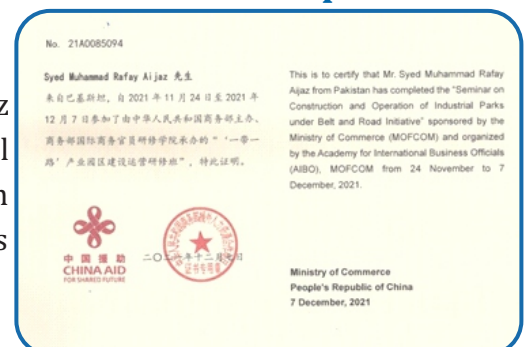 z
l
n
s
No. 21A0085094
Syed Muhammad Rafay Aijaz 先生
来自巴基斯坦，自 2021 年 11 月 24 日至 2021 年
12 月 7 日参加了由中华人民共和国商务部主办、
商务部国际商务官员研修学院承办的“‘一带一
路’产业园区建设运营研修班”，特此证明。
中国援助
CHINA AID
FOR SHARED FUTURE
二〇二一年十二月七日
This is to certify that Mr. Syed Muhammad Rafay
Aijaz from Pakistan has completed the "Seminar on
Construction and Operation of Industrial Parks
under Belt and Road Initiative" sponsored by the
Ministry of Commerce (MOFCOM) and organized
by the Academy for International Business Officials
(AIBO), MOFCOM from 24 November to 7
December, 2021.
Ministry of Commerce
People's Republic of China
7 December, 2021